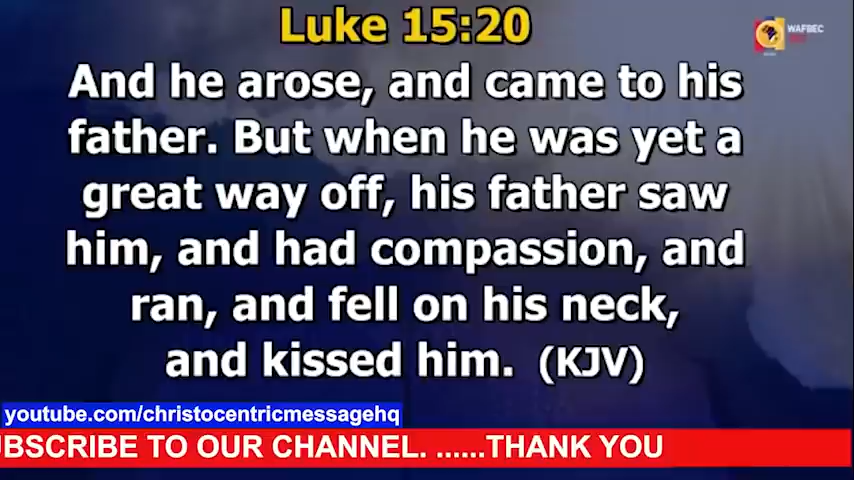 Luke 15:20
WAFBEC
And he arose, and came to his
father. But when he was yet a
great way off, his father saw
him, and had compassion, and
ran, and fell on his neck,
and kissed him. (KJV)
youtube.com/christocentricmessagehq
UBSCRIBE TO OUR CHANNEL. ......THANK YOU